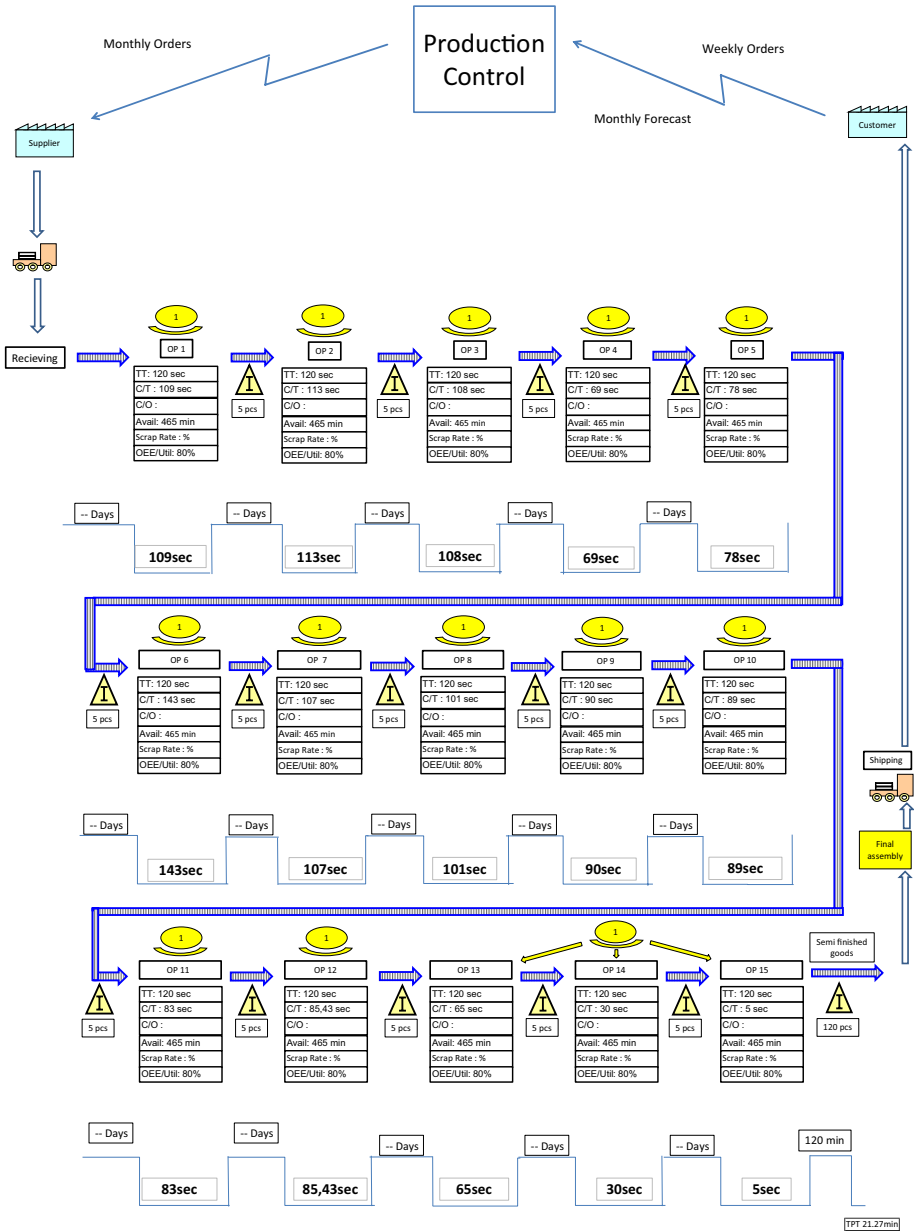 Monthly Orders
Production
Control
Weekly Orders
Monthly Forecast
Supplier
Customer
1
1
1
1
1
Recieving
OP 1
OP 2
OP 3
OP 4
OP 5
I
I
I
I
5 pcs
5 pcs
5 pcs
5 pcs
TT: 120 sec
C/T : 109 sec
C/O :
Avail: 465 min
Scrap Rate : %
OEE/Util: 80%
TT: 120 sec
C/T : 113 sec
C/O :
Avail: 465 min
Scrap Rate : %
OEE/Util: 80%
TT: 120 sec
C/T : 108 sec
C/O :
Avail: 465 min
Scrap Rate : %
OEE/Util: 80%
TT: 120 sec
C/T : 69 sec
C/O :
Avail: 465 min
Scrap Rate : %
OEE/Util: 80%
TT: 120 sec
C/T : 78 sec
C/O :
Avail: 465 min
Scrap Rate : %
OEE/Util: 80%
-- Days
-- Days
-- Days
-- Days
-- Days
109sec
113sec
108sec
69sec
78sec
1
1
1
1
1
OP 6
OP 7
OP 8
OP 9
OP 10
I
I
I
I
I
5 pcs
5 pcs
5 pcs
5 pcs
5 pcs
TT: 120 sec
C/T : 143 sec
C/O :
Avail: 465 min
Scrap Rate : %
OEE/Util: 80%
TT: 120 sec
C/T : 107 sec
C/O :
Avail: 465 min
Scrap Rate : %
OEE/Util: 80%
TT: 120 sec
C/T : 101 sec
C/O :
Avail: 465 min
Scrap Rate : %
OEE/Util: 80%
TT: 120 sec
C/T : 90 sec
C/O :
Avail: 465 min
Scrap Rate : %
OEE/Util: 80%
TT: 120 sec
C/T : 89 sec
C/O :
Avail: 465 min
Scrap Rate : %
OEE/Util: 80%
Shipping
Final
assembly
-- Days
-- Days
-- Days
-- Days
-- Days
143sec
107sec
101sec
90sec
89sec
1
1
1
OP 11
OP 12
OP 13
OP 14
OP 15
Semi finished
goods
I
I
I
I
I
I
5 pcs
5 pcs
5 pcs
5 pcs
5 pcs
120 pcs
TT: 120 sec
C/T : 83 sec
C/O :
Avail: 465 min
Scrap Rate : %
OEE/Util: 80%
TT: 120 sec
C/T : 85,43 sec
C/O :
Avail: 465 min
Scrap Rate : %
OEE/Util: 80%
TT: 120 sec
C/T : 65 sec
C/O :
Avail: 465 min
Scrap Rate : %
OEE/Util: 80%
TT: 120 sec
C/T : 30 sec
C/O :
Avail: 465 min
Scrap Rate : %
OEE/Util: 80%
TT: 120 sec
C/T : 5 sec
C/O :
Avail: 465 min
Scrap Rate : %
OEE/Util: 80%
-- Days
-- Days
-- Days
-- Days
-- Days
120 min
83sec
85,43sec
65sec
30sec
5sec
TPT 21.27min